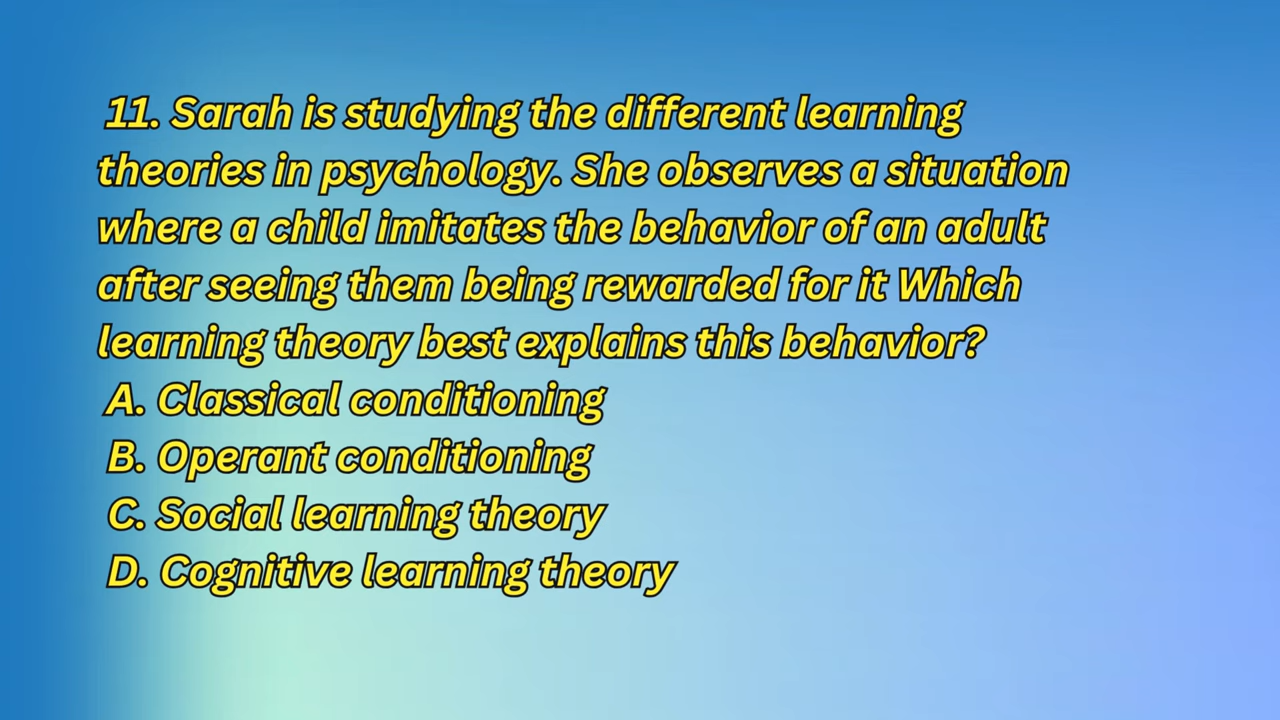 11. Sarah is studying the different learning
theories in psychology. She observes a situation
where a child imitates the behavior of an adult
after seeing them being rewarded for it Which
learning theory best explains this behavior?
A. Classical conditioning
B. Operant conditioning
C. Social learning theory
D. Cognitive learning theory